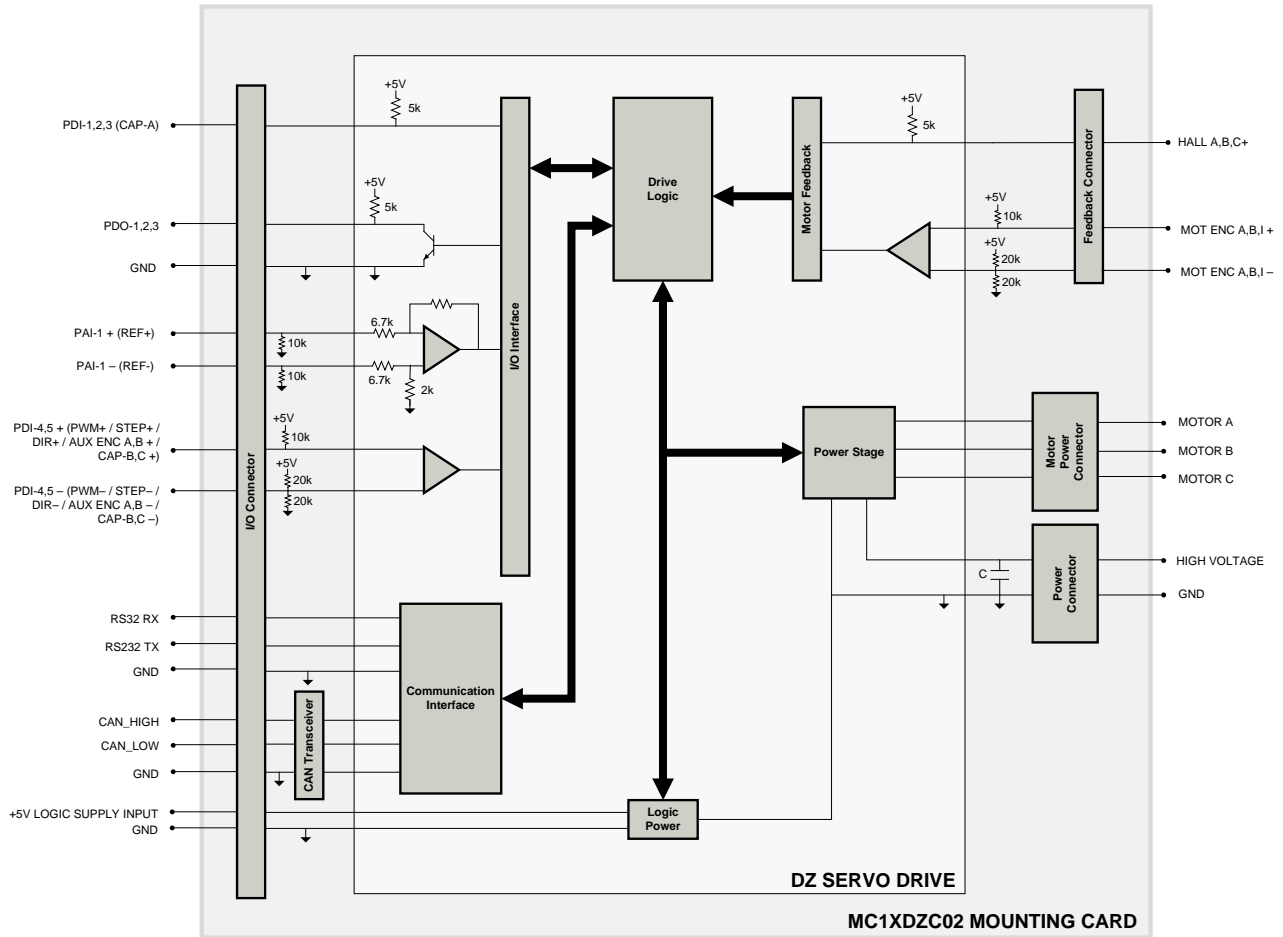 +5V
5k
PDI-1,2,3 (CAP-A)
+5V
5k
PDO-1,2,3
GND
PAI-1 + (REF+)
10k
6.7k
PAI-1 – (REF-)
10k
6.7k
2k
PDI-4,5 + (PWM+ / STEP+ /
DIR+ / AUX ENC A,B + /
CAP-B,C +)
+5V
10k
+5V
20k
20k
PDI-4,5 – (PWM– / STEP– /
DIR– / AUX ENC A,B – /
CAP-B,C –)
I/O Connector
I/O Interface
Drive
Logic
Motor Feedback
+5V
5k
Feedback Connector
HALL A,B,C+
+5V
10k
MOT ENC A,B,I +
+5V
20k
20k
MOT ENC A,B,I –
Power Stage
Motor
Power
Connector
MOTOR A
MOTOR B
MOTOR C
C
Power
Connector
HIGH VOLTAGE
GND
RS32 RX
RS232 TX
GND
Communication
Interface
CAN_HIGH
CAN_LOW
GND
CAN Transceiver
+5V LOGIC SUPPLY INPUT
GND
Logic
Power
DZ SERVO DRIVE
MC1XDZC02 MOUNTING CARD